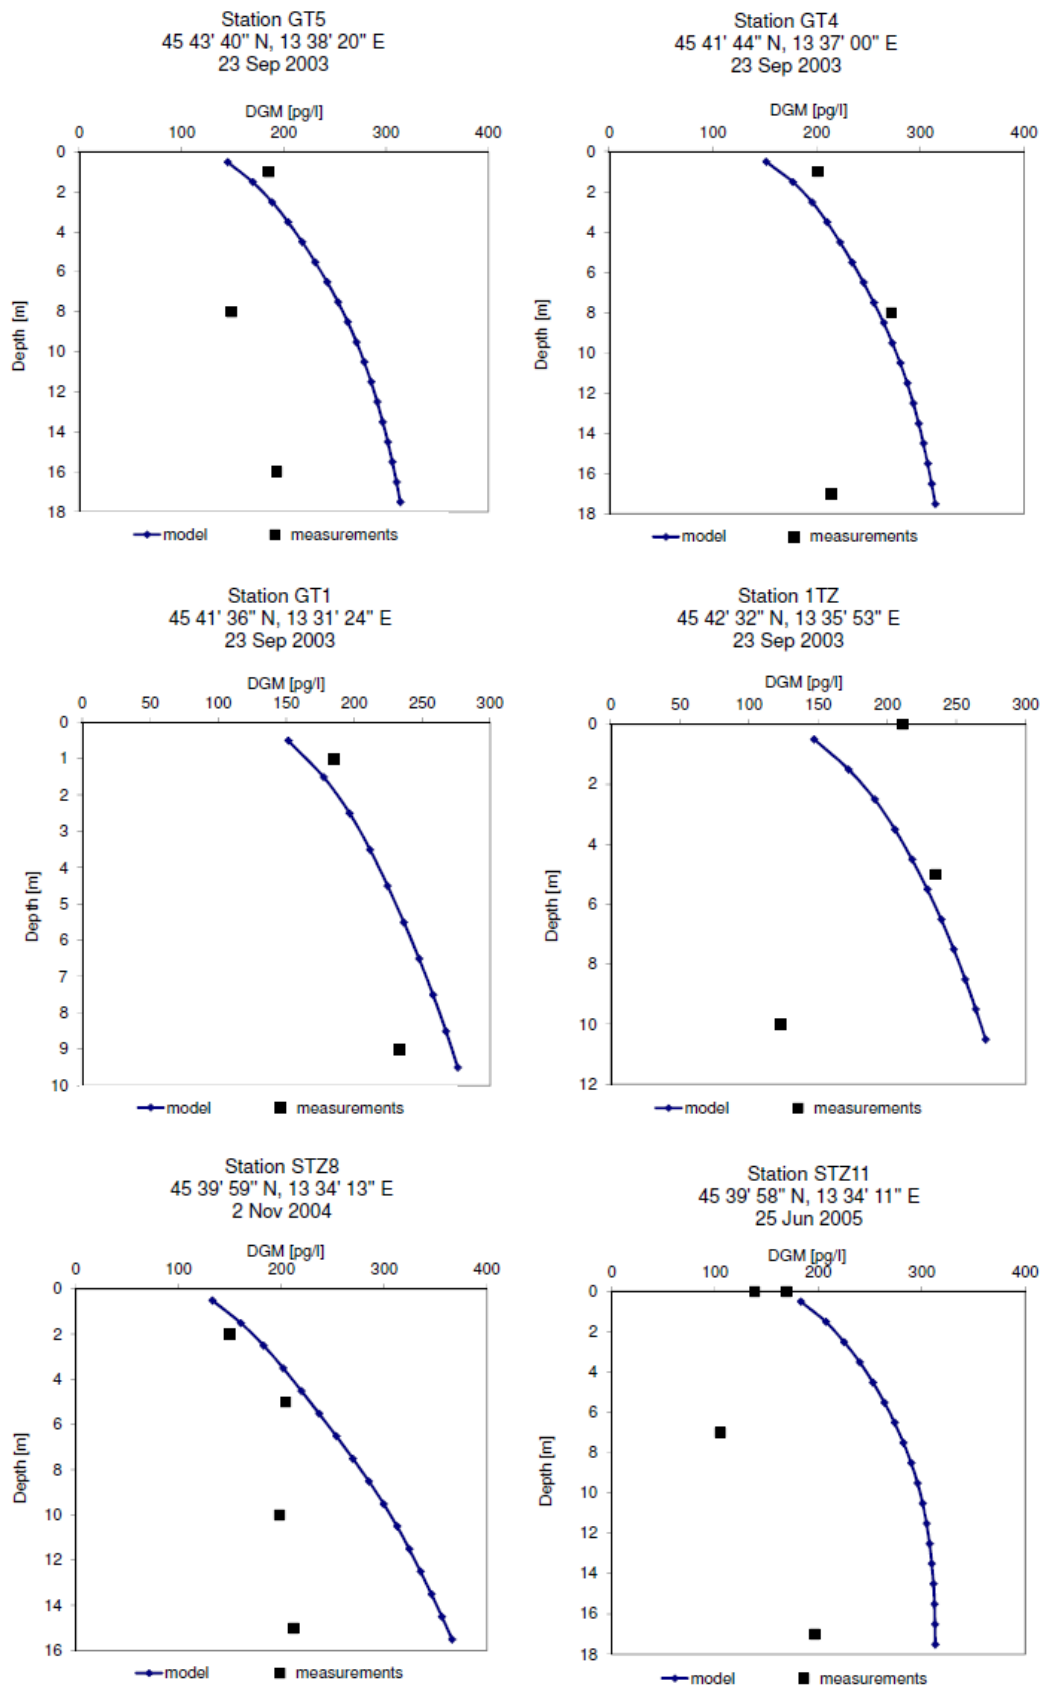 Station GT5
45 43' 40" N, 13 38' 20" E
23 Sep 2003
DGM [pg/l]
0 100 200 300 400
0
2
4
6
8
10
12
14
16
18
Depth [m]
model measurements
Station GT4
45 41' 44" N, 13 37' 00" E
23 Sep 2003
DGM [pg/l]
0 100 200 300 400
0
2
4
6
8
10
12
14
16
18
Depth [m]
model measurements
Station GT1
45 41' 36" N, 13 31' 24" E
23 Sep 2003
DGM [pg/l]
0 50 100 150 200 250 300
0
1
2
3
4
5
6
7
8
9
10
Depth [m]
model measurements
Station 1TZ
45 42' 32" N, 13 35' 53" E
23 Sep 2003
DGM [pg/l]
0 50 100 150 200 250 300
0
2
4
6
8
10
12
Depth [m]
model measurements
Station STZ8
45 39' 59" N, 13 34' 13" E
2 Nov 2004
DGM [pg/l]
0 100 200 300 400
0
2
4
6
8
10
12
14
16
Depth [m]
model measurements
Station STZ11
45 39' 58" N, 13 34' 11" E
25 Jun 2005
DGM [pg/l]
0 100 200 300 400
0
2
4
6
8
10
12
14
16
18
Depth [m]
model measurements